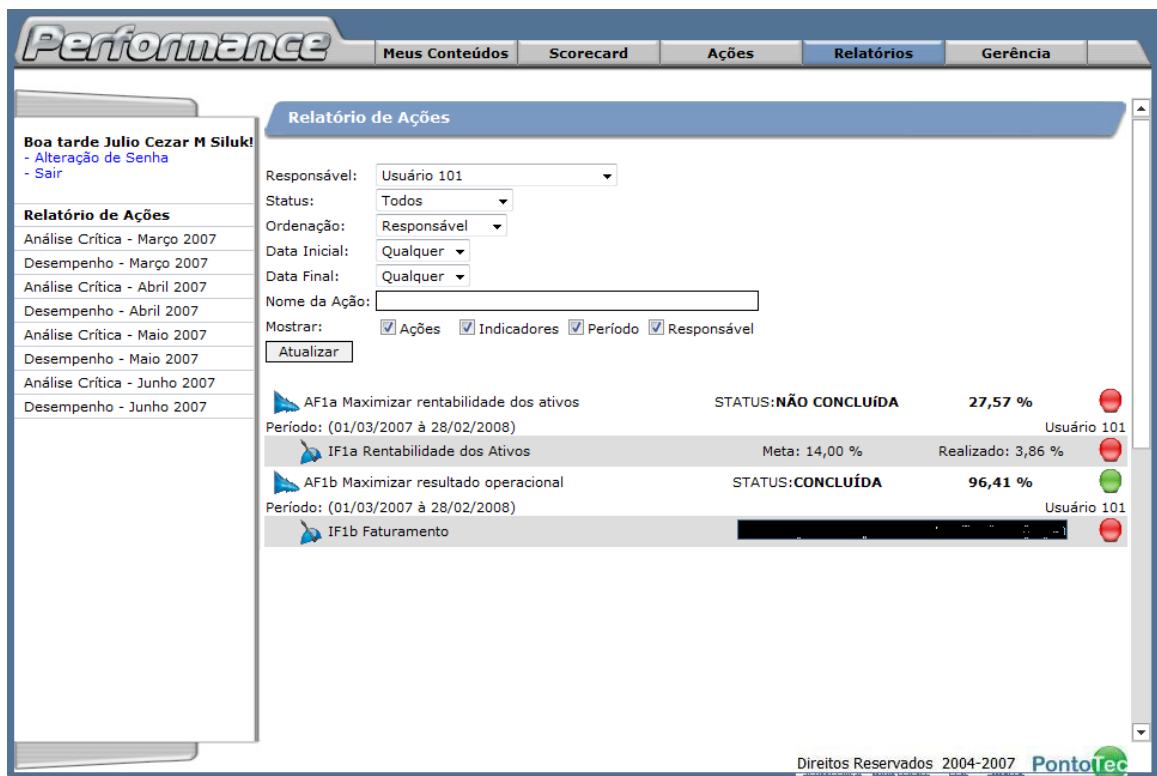 Performance
Meus Conteúdos Scorecard Ações Relatórios Gerência
Relatório de Ações
Boa tarde Julio Cezar M Siluk!
- Alteração de Senha
- Sair
Relatório de Ações
Análise Crítica - Março 2007
Desempenho - Março 2007
Análise Crítica - Abril 2007
Desempenho - Abril 2007
Análise Crítica - Maio 2007
Desempenho - Maio 2007
Análise Crítica - Junho 2007
Desempenho - Junho 2007
Responsável: Usuário 101
Status: Todos
Ordenação: Responsável
Data Inicial: Qualquer
Data Final: Qualquer
Nome da Ação:
Mostrar: Ações Indicadores Período Responsável
Atualizar
AF1a Maximizar rentabilidade dos ativos STATUS:NÃO CONCLUíDA 27,57 %
Período: (01/03/2007 à 28/02/2008) Usuário 101
IF1a Rentabilidade dos Ativos Meta: 14,00 % Realizado: 3,86 %
AF1b Maximizar resultado operacional STATUS:CONCLUÍDA 96,41 %
Período: (01/03/2007 à 28/02/2008) Usuário 101
IF1b Faturamento
Direitos Reservados 2004-2007 PontoTec